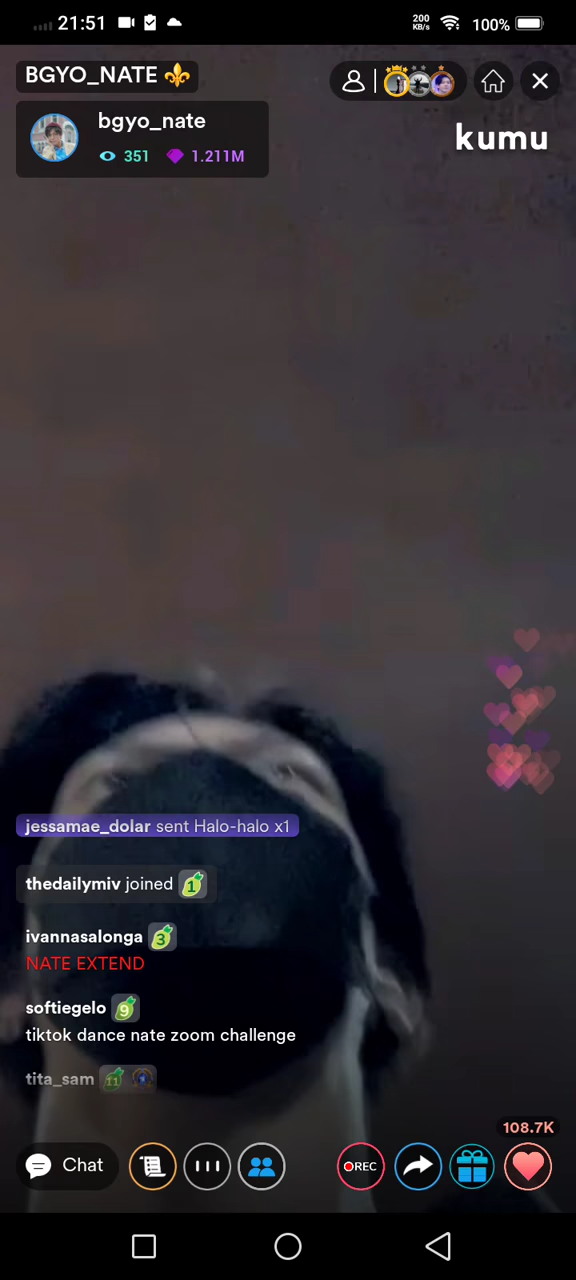 21:51
200
KB/s
100%
BGYO_NATE
bgyo_nate
351
1.211M
kumu
jessamae_dolar sent Halo-halo x1
thedailymiv joined 1
ivannasalonga 3
NATE EXTEND
softiegelo 9
tiktok dance nate zoom challenge
tita_sam 11
108.7K
Chat
REC